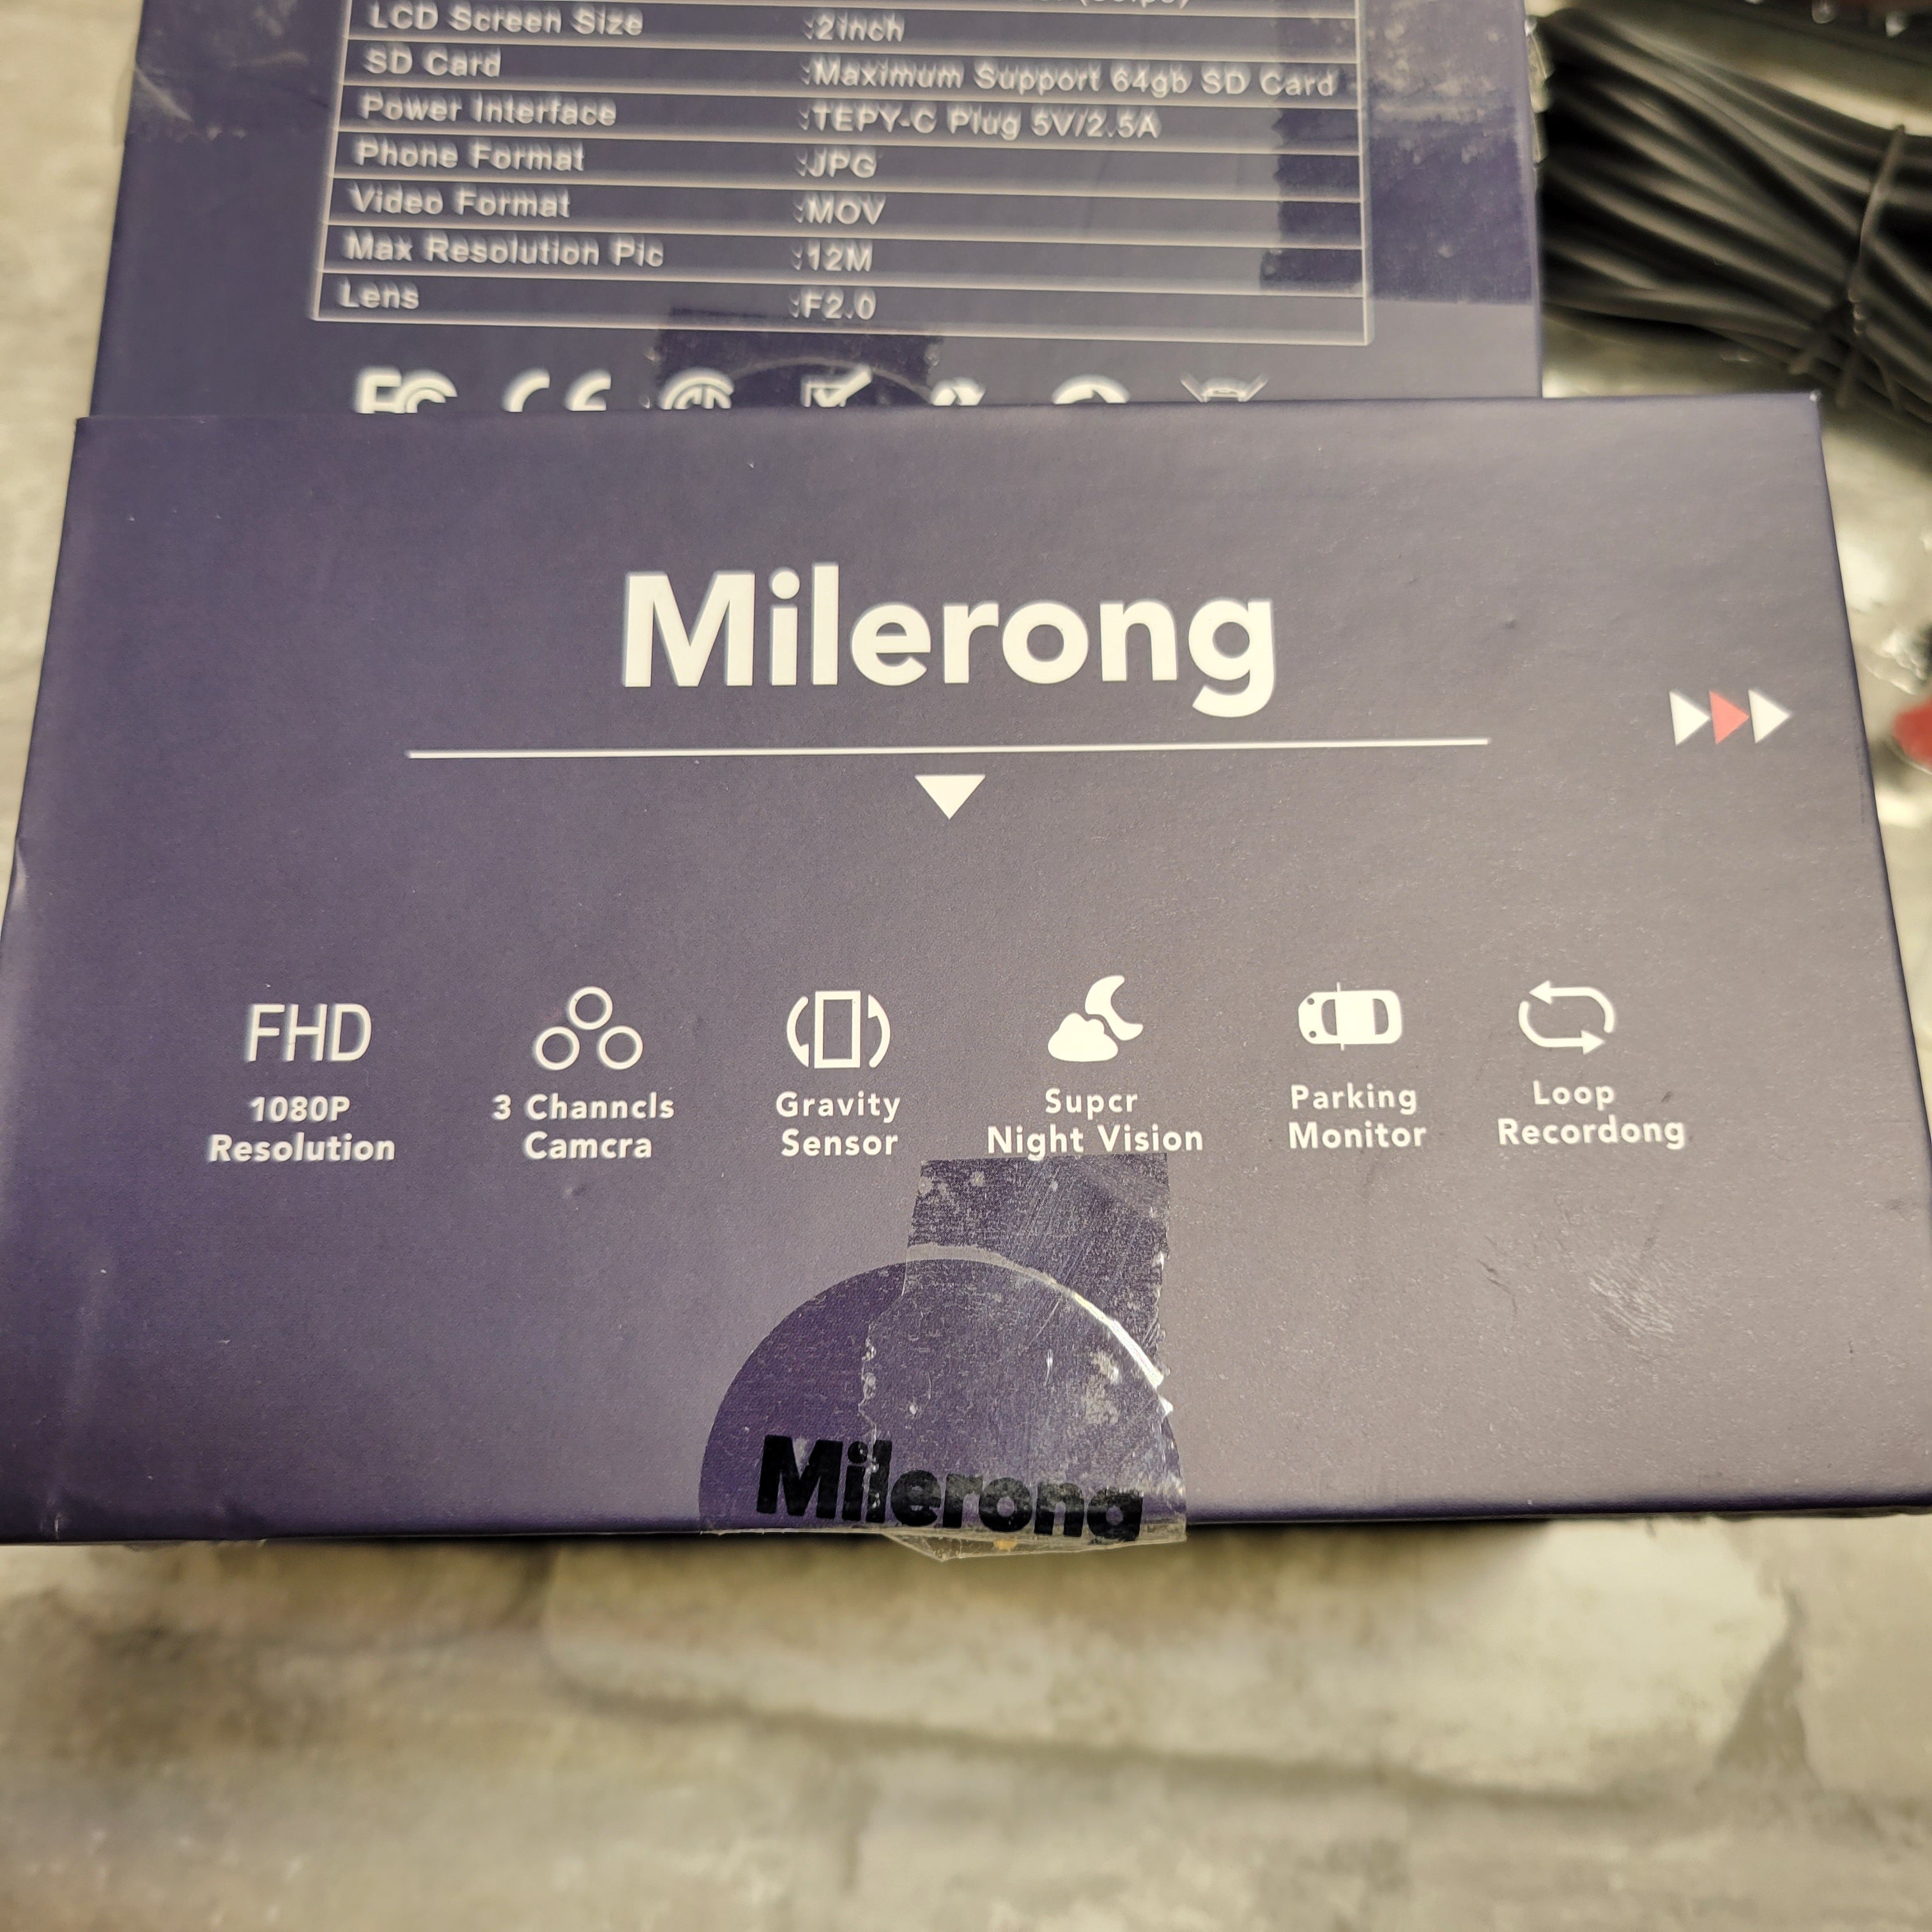 LCD Screen Size :2inch
SD Card :Maximum Support 64gb SD Card
Power Interface :TEPY-C Plug 5V/2.5A
Phone Format :JPG
Video Format :MOV
Max Resolution Pic :12M
Lens :F2.0
FC CE
Milerong
FHD
1080P
Resolution
3 Channcls
Camcra
Gravity
Sensor
Supcr
Night Vision
Parking
Monitor
Loop
Recordong
Milerong